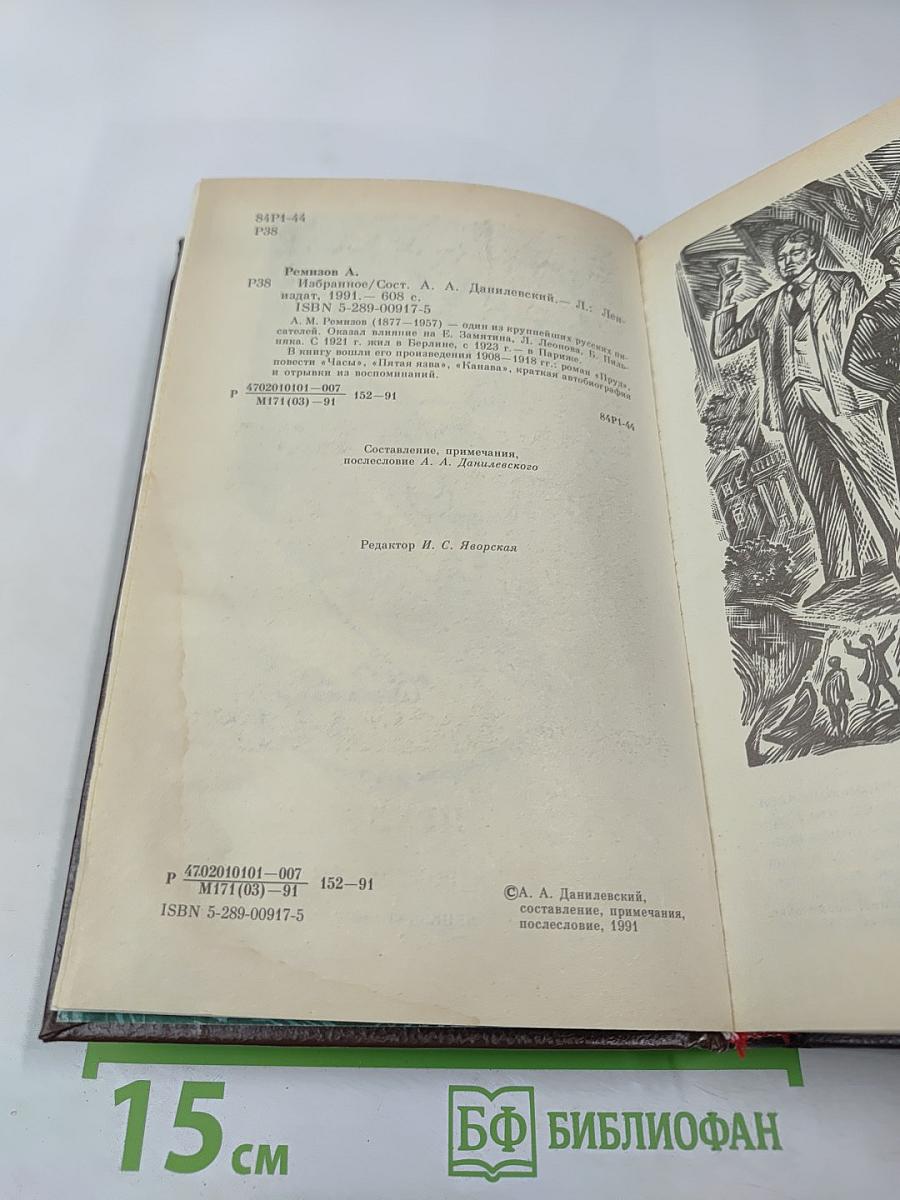 84Р1-44
Р38
Ремизов А.
Р38 Избранное/Сост. А. А. Данилевский.— Л.: Лен-
издат, 1991.— 608 с.
ISBN 5-289-00917-5
А. М. Ремизов (1877—1957) — один из крупнейших русских пи-
сателей. Оказал влияние на Е. Замятина, Л. Леонова, Б. Пиль-
няка. С 1921 г. жил в Берлине, с 1923 г.— в Париже.
В книгу вошли его произведения 1908—1918 гг.: роман «Пруд»,
повести «Часы», «Пятая язва», «Канава», краткая автобиография
и отрывки из воспоминаний.
Р 4702010101—007
М171(03)—91 152—91
84Р1-44
Составление, примечания,
послесловие А. А. Данилевского
Редактор И. С. Яворская
Р 4702010101—007
М171(03)—91 152—91
ISBN 5-289-00917-5
©А. А. Данилевский,
составление, примечания,
послесловие, 1991
15 см
БФ БИБЛИОФАН